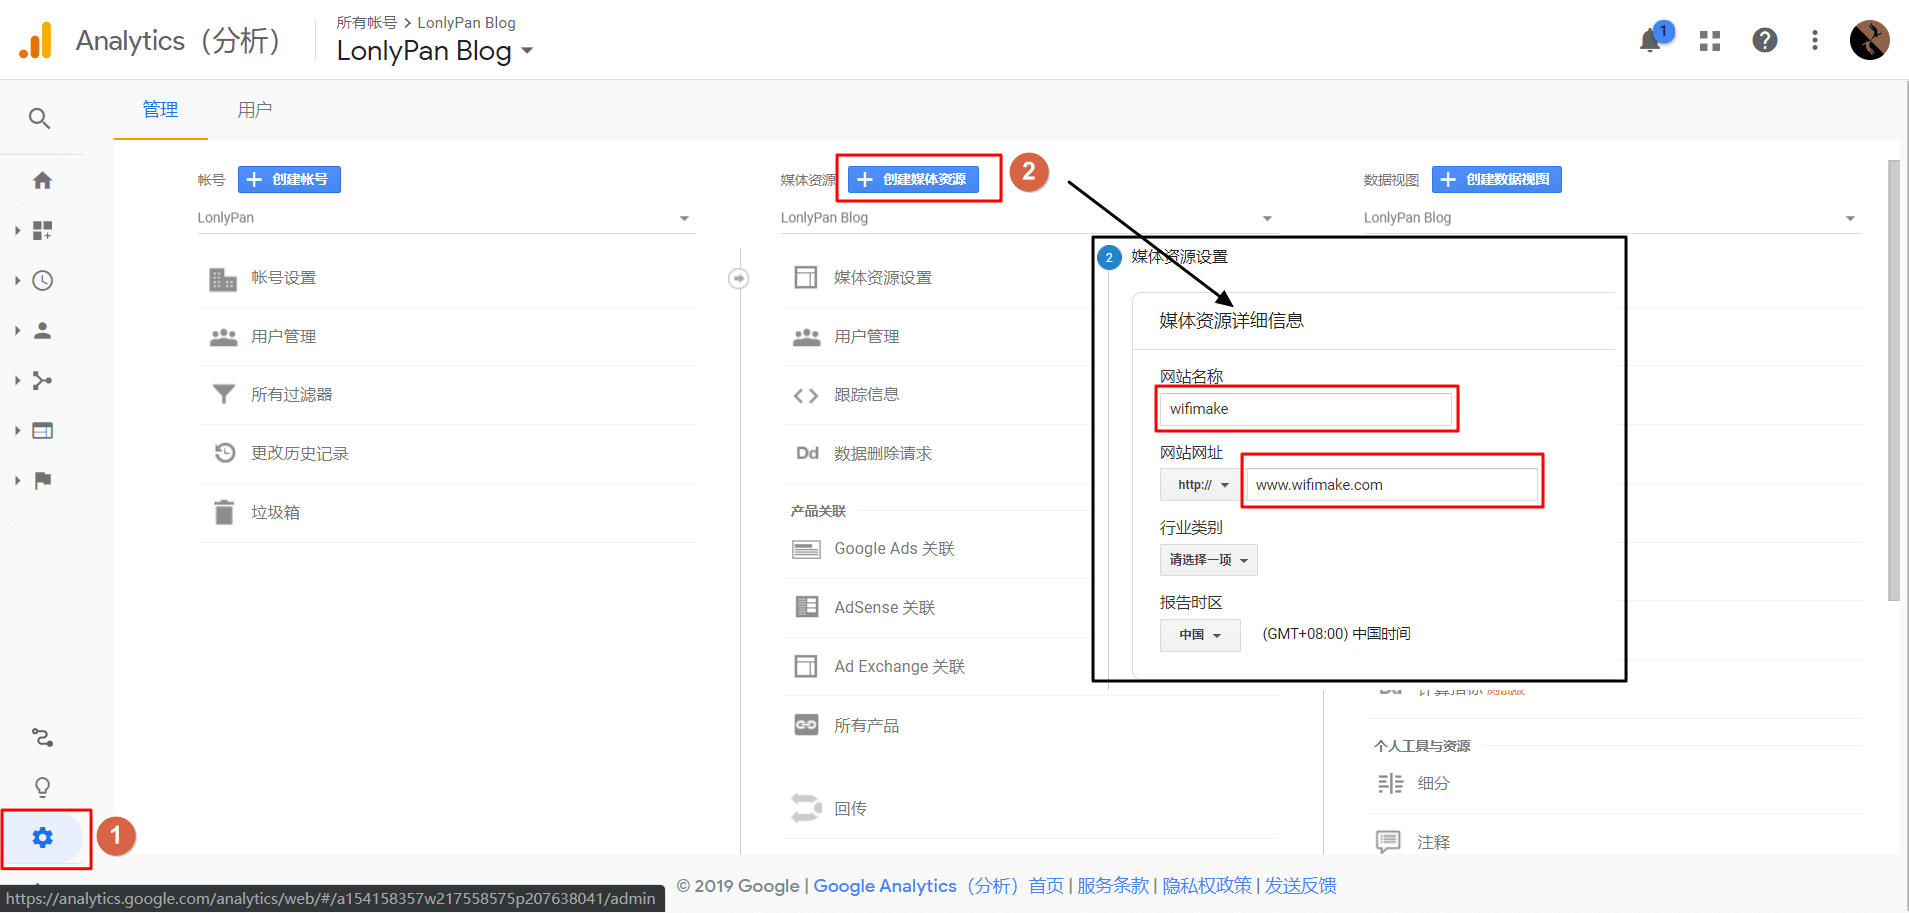 Analytics（分析）
所有帐号 > LonlyPan Blog
LonlyPan Blog
1
管理
用户
帐号
+ 创建帐号
LonlyPan
帐号设置
用户管理
所有过滤器
更改历史记录
垃圾箱
媒体资源
+ 创建媒体资源
2
LonlyPan Blog
媒体资源设置
用户管理
跟踪信息
Dd 数据删除请求
产品关联
Google Ads 关联
AdSense 关联
Ad Exchange 关联
所有产品
回传
数据视图
+ 创建数据视图
LonlyPan Blog
2 媒体资源设置
媒体资源详细信息
网站名称
wifimake
网站网址
http://
www.wifimake.com
行业类别
请选择一项
报告时区
中国
(GMT+08:00) 中国时间
Dd 计算指标 测试版
个人工具与资源
细分
注释
1
© 2019 Google | Google Analytics（分析）首页 | 服务条款 | 隐私权政策 | 发送反馈
https://analytics.google.com/analytics/web/#/a154158357w217558575p207638041/admin